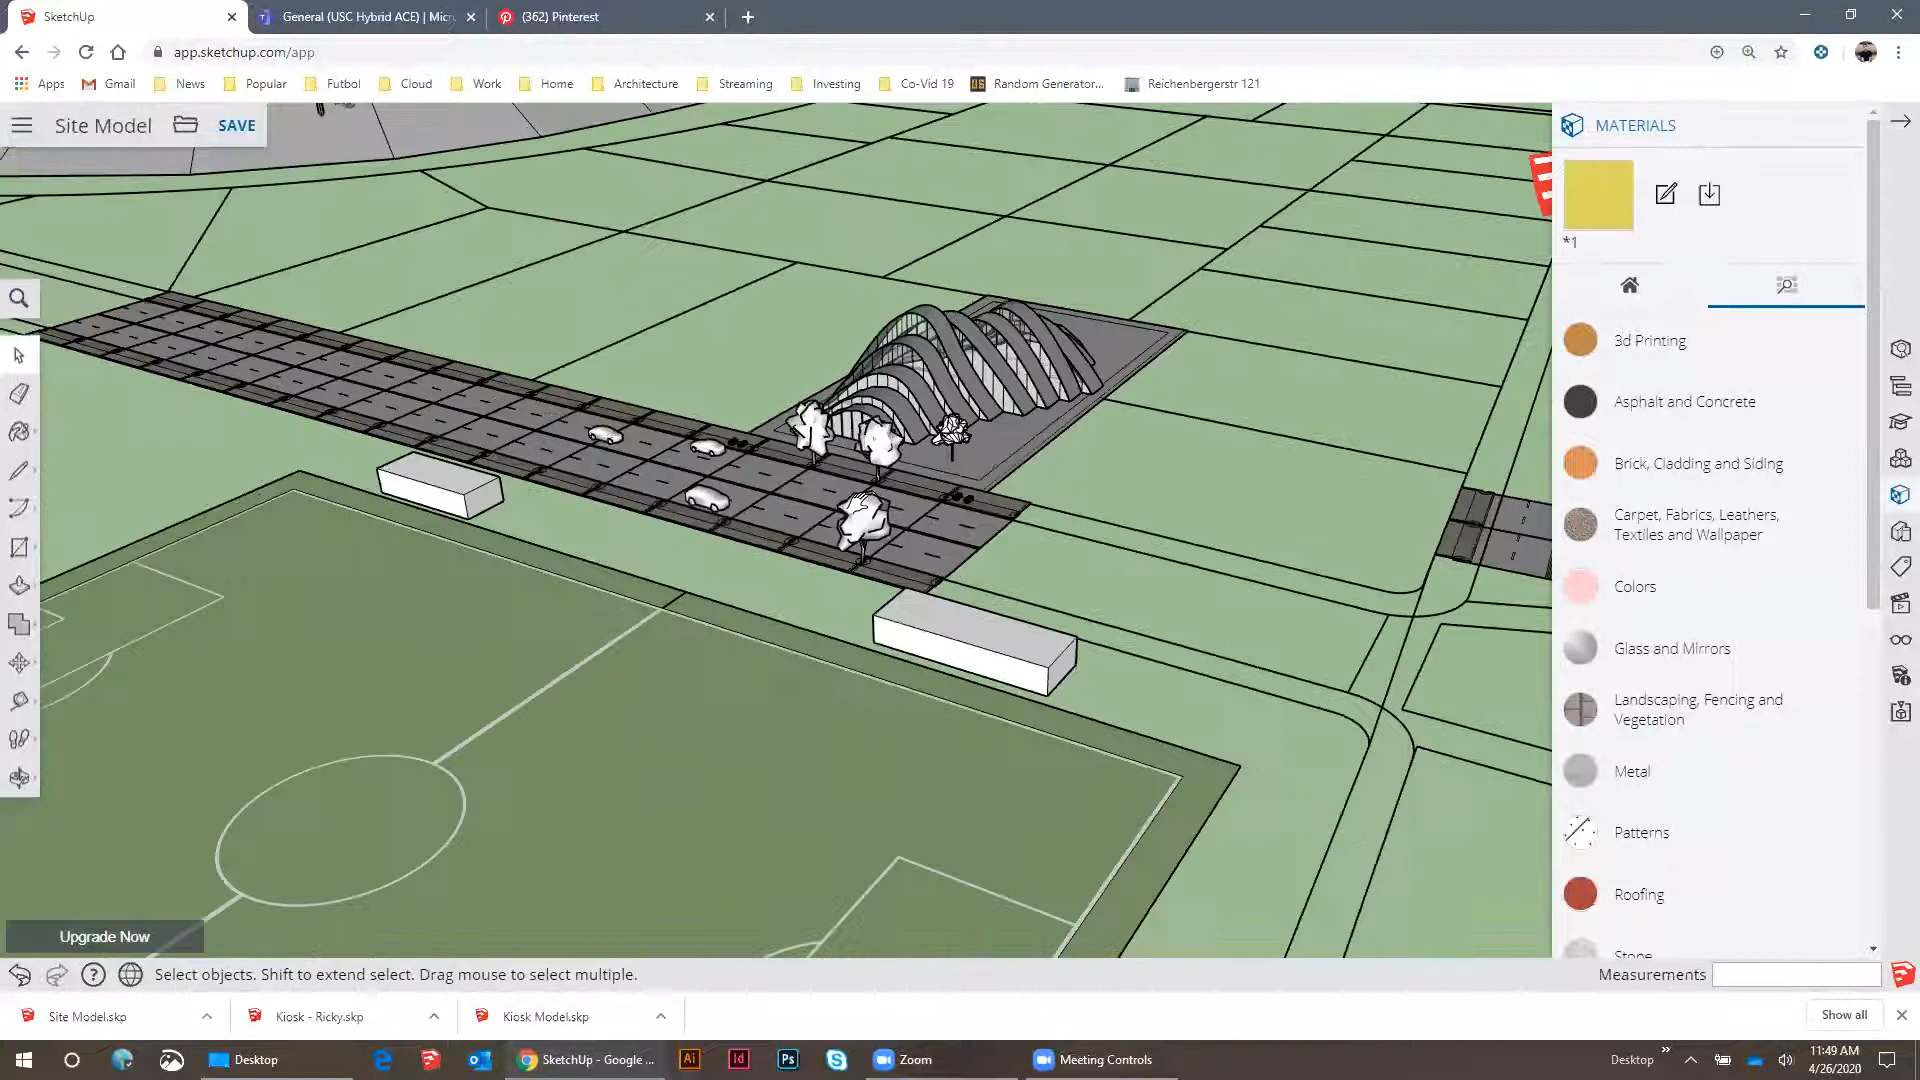 SketchUp
General (USC Hybrid ACE) | Micr
(362) Pinterest
app.sketchup.com/app
Apps
Gmail
News
Popular
Futbol
Cloud
Work
Home
Architecture
Streaming
Investing
Co-Vid 19
Random Generator...
Reichenbergerstr 121
Site Model
SAVE
MATERIALS
*1
3d Printing
Asphalt and Concrete
Brick, Cladding and Siding
Carpet, Fabrics, Leathers,
Textiles and Wallpaper
Colors
Glass and Mirrors
Landscaping, Fencing and
Vegetation
Metal
Patterns
Roofing
Stone
Upgrade Now
Select objects. Shift to extend select. Drag mouse to select multiple.
Measurements
Site Model.skp
Kiosk - Ricky.skp
Kiosk Model.skp
Show all
Desktop
SketchUp - Google ...
Ai
Id
Ps
Zoom
Meeting Controls
Desktop
11:49 AM
4/26/2020